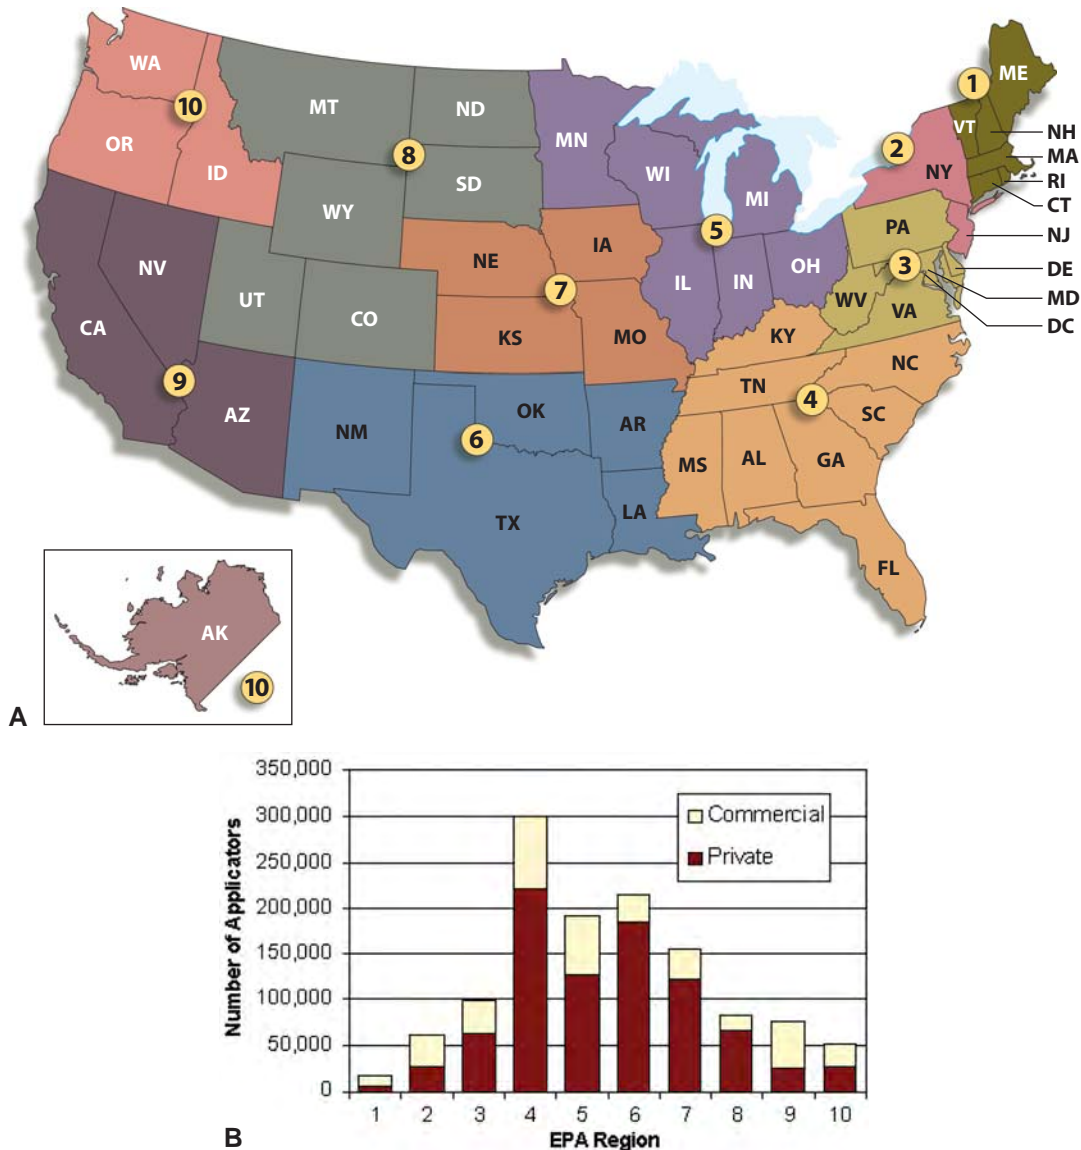 WA
ME
10
1
MT
ND
VT
OR
MN
NH
8
2
MA
ID
SD
WI
NY
RI
MI
CT
WY
PA
NJ
5
IA
NV
NE
3
DE
OH
UT
7
IL
IN
WV
MD
CO
VA
CA
KS
MO
KY
DC
NC
9
TN
4
AZ
OK
SC
NM
AR
6
MS
AL
GA
LA
TX
FL
AK
10
A
350,000
300,000
250,000
200,000
150,000
100,000
50,000
0
Number of Applicators
Commercial
Private
1 2 3 4 5 6 7 8 9 10
EPA Region
B